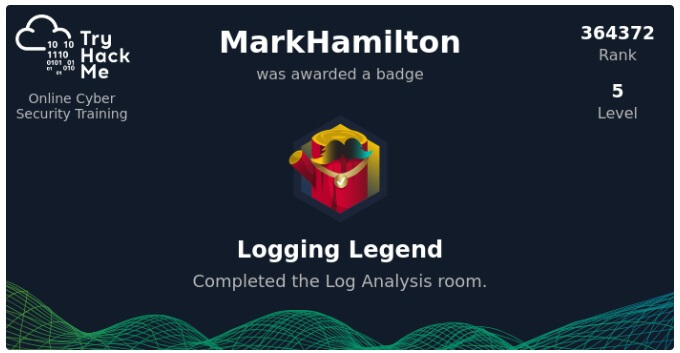 Try
Hack
Me
10 10
1110
0101 01
01 01 010
Online Cyber
Security Training
MarkHamilton
was awarded a badge
364372
Rank
5
Level
Logging Legend
Completed the Log Analysis room.